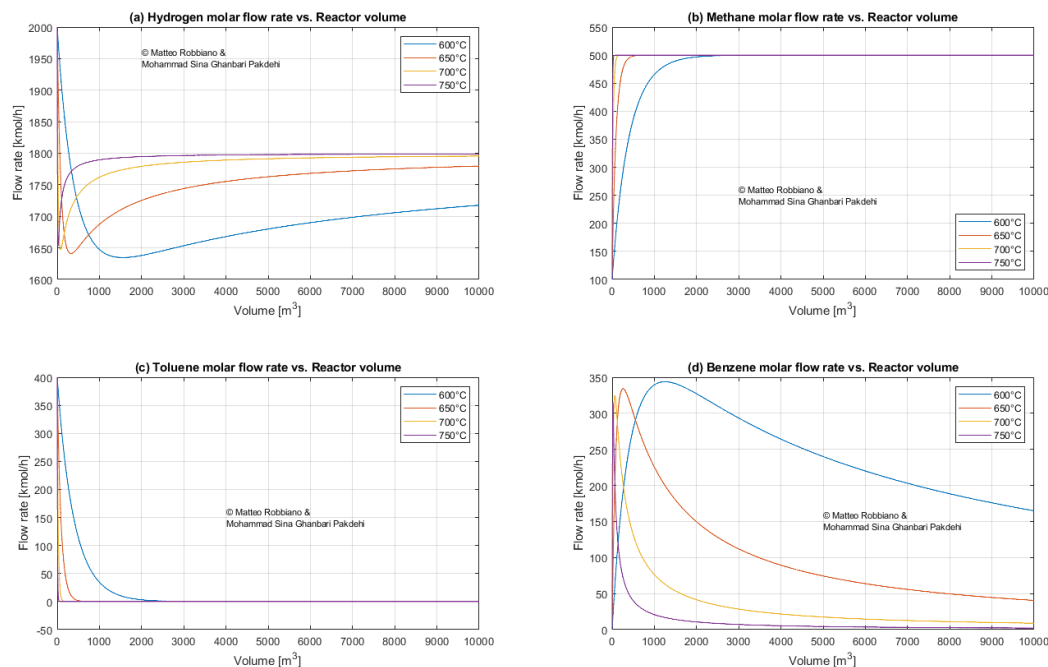 (a) Hydrogen molar flow rate vs. Reactor volume
2000
1950
1900
1850
1800
1750
1700
1650
1600
Flow rate [kmol/h]
0 1000 2000 3000 4000 5000 6000 7000 8000 9000 10000
Volume [m³]
© Matteo Robbiano &
Mohammad Sina Ghanbari Pakdehi
600°C
650°C
700°C
750°C
(b) Methane molar flow rate vs. Reactor volume
550
500
450
400
350
300
250
200
150
100
Flow rate [kmol/h]
0 1000 2000 3000 4000 5000 6000 7000 8000 9000 10000
Volume [m³]
© Matteo Robbiano &
Mohammad Sina Ghanbari Pakdehi
600°C
650°C
700°C
750°C
(c) Toluene molar flow rate vs. Reactor volume
400
350
300
250
200
150
100
50
0
-50
Flow rate [kmol/h]
0 1000 2000 3000 4000 5000 6000 7000 8000 9000 10000
Volume [m³]
© Matteo Robbiano &
Mohammad Sina Ghanbari Pakdehi
600°C
650°C
700°C
750°C
(d) Benzene molar flow rate vs. Reactor volume
350
300
250
200
150
100
50
0
Flow rate [kmol/h]
0 1000 2000 3000 4000 5000 6000 7000 8000 9000 10000
Volume [m³]
© Matteo Robbiano &
Mohammad Sina Ghanbari Pakdehi
600°C
650°C
700°C
750°C